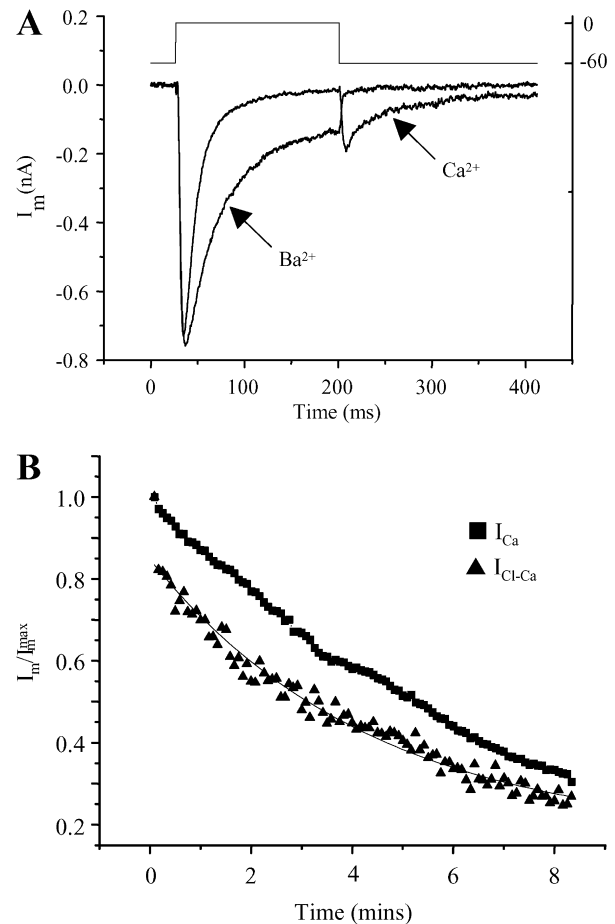 A
0.2
0.0
-0.2
-0.4
-0.6
-0.8
I_m (nA)
0
-60
Ca²⁺
Ba²⁺
0 100 200 300 400
Time (ms)
B
1.0
0.8
0.6
0.4
0.2
I_m/I_m^max
I_Ca
I_Cl-Ca
0 2 4 6 8
Time (mins)